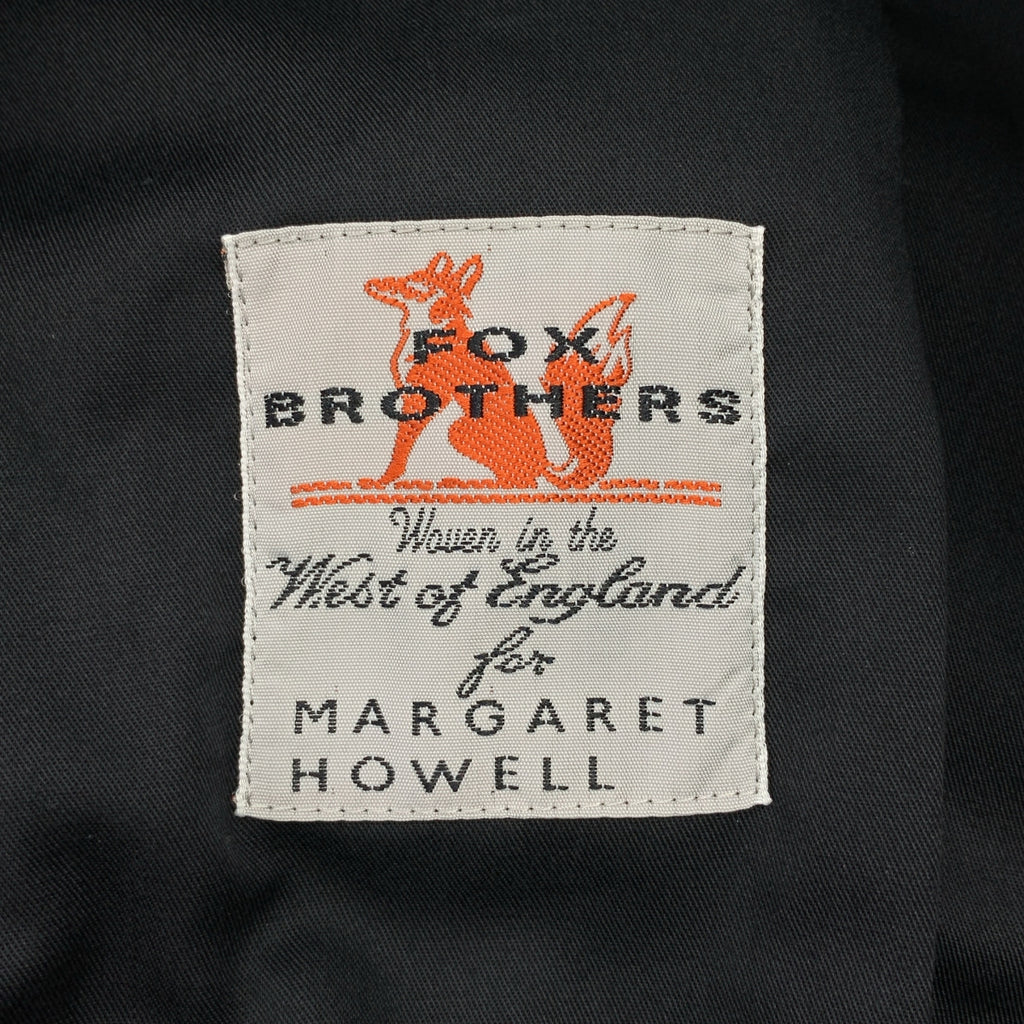 FOX
BROTHERS
Woven in the
West of England
for
MARGARET
HOWELL